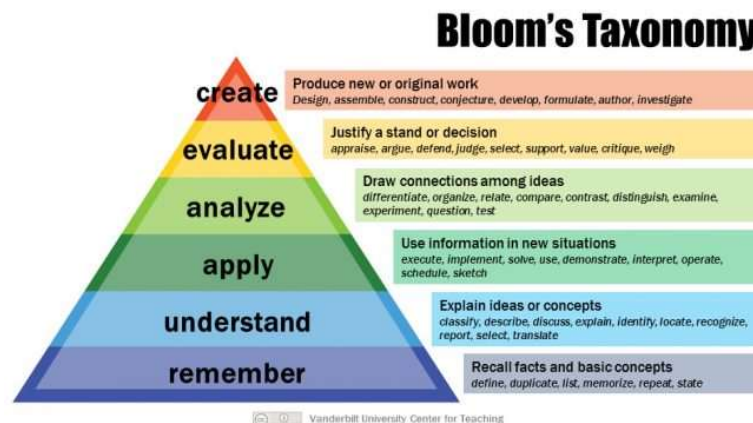 Bloom's Taxonomy
create
Produce new or original work
Design, assemble, construct, conjecture, develop, formulate, author, investigate
evaluate
Justify a stand or decision
appraise, argue, defend, judge, select, support, value, critique, weigh
analyze
Draw connections among ideas
differentiate, organize, relate, compare, contrast, distinguish, examine,
experiment, question, test
apply
Use information in new situations
execute, implement, solve, use, demonstrate, interpret, operate,
schedule, sketch
understand
Explain ideas or concepts
classify, describe, discuss, explain, identify, locate, recognize,
report, select, translate
remember
Recall facts and basic concepts
define, duplicate, list, memorize, repeat, state
Vanderbilt University Center for Teaching